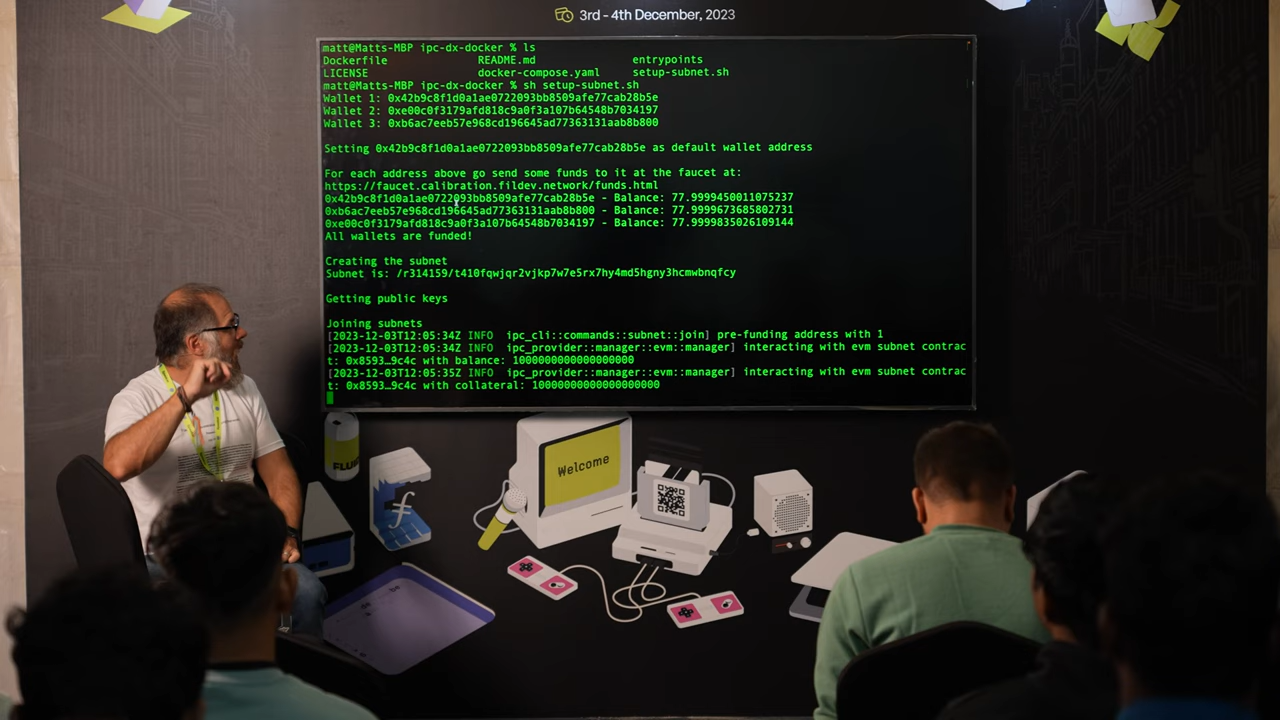 3rd - 4th December, 2023
matt@Matts-MBP ipc-dx-docker % ls
Dockerfile README.md entrypoints
LICENSE docker-compose.yaml setup-subnet.sh
matt@Matts-MBP ipc-dx-docker % sh setup-subnet.sh
Wallet 1: 0x42b9c8f1d0a1ae0722093bb8509afe77cab28b5e
Wallet 2: 0xe00c0f3179afd818c9a0f3a107b64548b7034197
Wallet 3: 0xb6ac7eeb57e968cd196645ad77363131aab8b800
Setting 0x42b9c8f1d0a1ae0722093bb8509afe77cab28b5e as default wallet address
For each address above go send some funds to it at the faucet at:
https://faucet.calibration.fildev.network/funds.html
0x42b9c8f1d0a1ae0722093bb8509afe77cab28b5e - Balance: 77.9999450011075237
0xb6ac7eeb57e968cd196645ad77363131aab8b800 - Balance: 77.9999673685802731
0xe00c0f3179afd818c9a0f3a107b64548b7034197 - Balance: 77.9999835026109144
All wallets are funded!
Creating the subnet
Subnet is: /r314159/t410fqwjqr2vjkp7w7e5rx7hy4md5hgny3hcmwbnqfcy
Getting public keys
Joining subnets
[2023-12-03T12:05:34Z INFO ipc_cli::commands::subnet::join] pre-funding address with 1
[2023-12-03T12:05:34Z INFO ipc_provider::manager::evm::manager] interacting with evm subnet contrac
t: 0x8593…9c4c with balance: 1000000000000000000
[2023-12-03T12:05:35Z INFO ipc_provider::manager::evm::manager] interacting with evm subnet contrac
t: 0x8593…9c4c with collateral: 10000000000000000000
Welcome